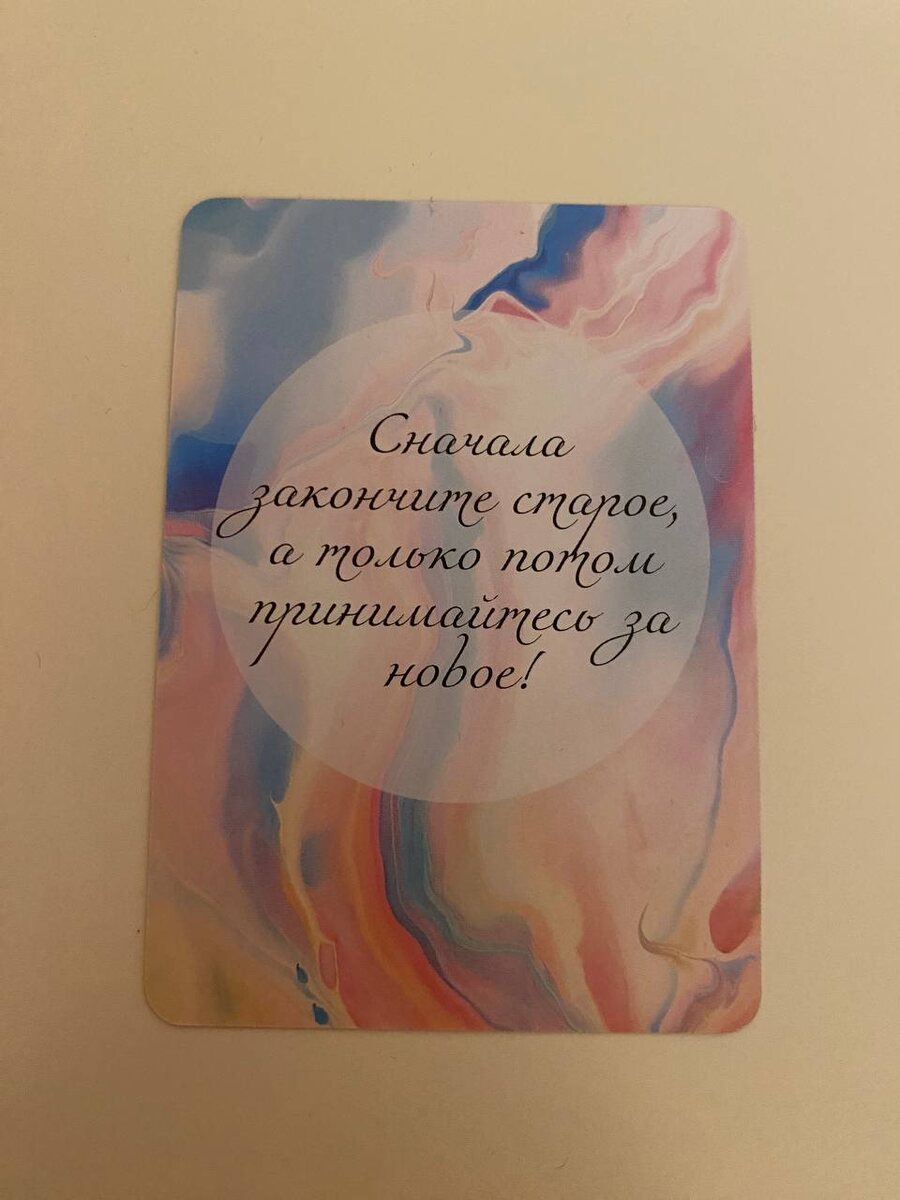 Сначала
закончите старое,
а только потом
принимайтесь за
новое!